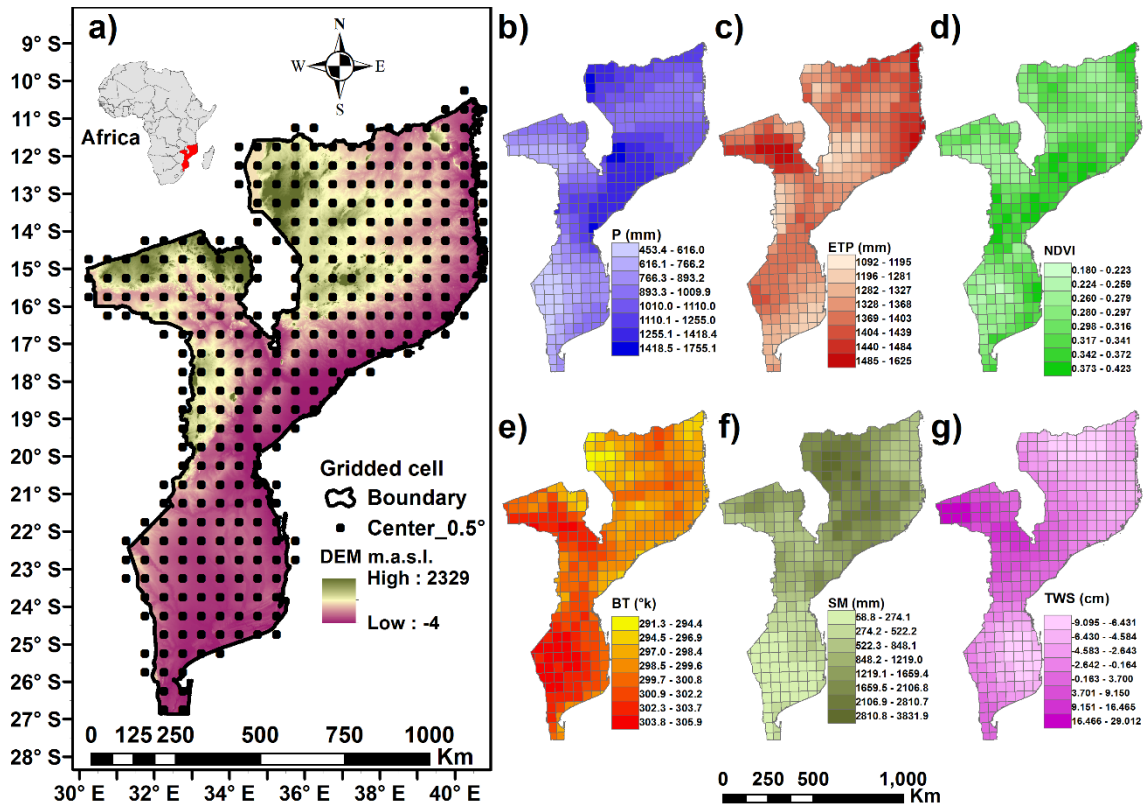 a)
N
W E
S
Africa
9° S
10° S
11° S
12° S
13° S
14° S
15° S
16° S
17° S
18° S
19° S
20° S
21° S
22° S
23° S
24° S
25° S
26° S
27° S
28° S
Gridded cell
Boundary
Center_0.5°
DEM m.a.s.l.
High : 2329
Low : -4
0 125 250 500 750 1000
Km
30° E 32° E 34° E 36° E 38° E 40° E
b)
P (mm)
453.4 - 616.0
616.1 - 766.2
766.3 - 893.2
893.3 - 1009.9
1010.0 - 1110.0
1110.1 - 1255.0
1255.1 - 1418.4
1418.5 - 1755.1
c)
ETP (mm)
1092 - 1195
1196 - 1281
1282 - 1327
1328 - 1368
1369 - 1403
1404 - 1439
1440 - 1484
1485 - 1625
d)
NDVI
0.180 - 0.223
0.224 - 0.259
0.260 - 0.279
0.280 - 0.297
0.298 - 0.316
0.317 - 0.341
0.342 - 0.372
0.373 - 0.423
e)
BT (°k)
291.3 - 294.4
294.5 - 296.9
297.0 - 298.4
298.5 - 299.6
299.7 - 300.8
300.9 - 302.2
302.3 - 303.7
303.8 - 305.9
f)
SM (mm)
58.8 - 274.1
274.2 - 522.2
522.3 - 848.1
848.2 - 1219.0
1219.1 - 1659.4
1659.5 - 2106.8
2106.9 - 2810.7
2810.8 - 3831.9
g)
TWS (cm)
-9.095 - -6.431
-6.430 - -4.584
-4.583 - -2.643
-2.642 - -0.164
-0.163 - 3.700
3.701 - 9.150
9.151 - 16.465
16.466 - 29.012
0 250 500 1,000
Km